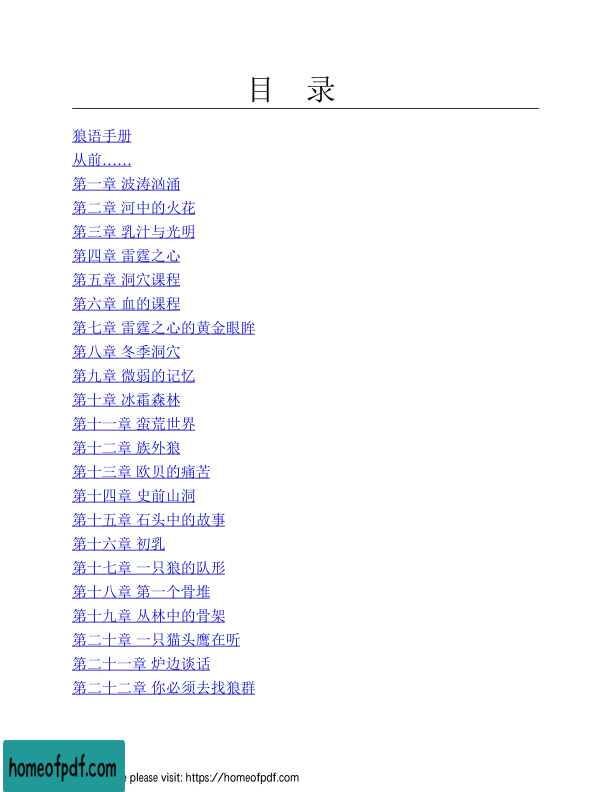 目 录
狼语手册
从前……
第一章 波涛汹涌
第二章 河中的火花
第三章 乳汁与光明
第四章 雷霆之心
第五章 洞穴课程
第六章 血的课程
第七章 雷霆之心的黄金眼眸
第八章 冬季洞穴
第九章 微弱的记忆
第十章 冰霜森林
第十一章 蛮荒世界
第十二章 族外狼
第十三章 欧贝的痛苦
第十四章 史前山洞
第十五章 石头中的故事
第十六章 初乳
第十七章 一只狼的队形
第十八章 第一个骨堆
第十九章 丛林中的骨架
第二十章 一只猫头鹰在听
第二十一章 炉边谈话
第二十二章 你必须去找狼群
homeofpdf.com
please visit: https://homeofpdf.com